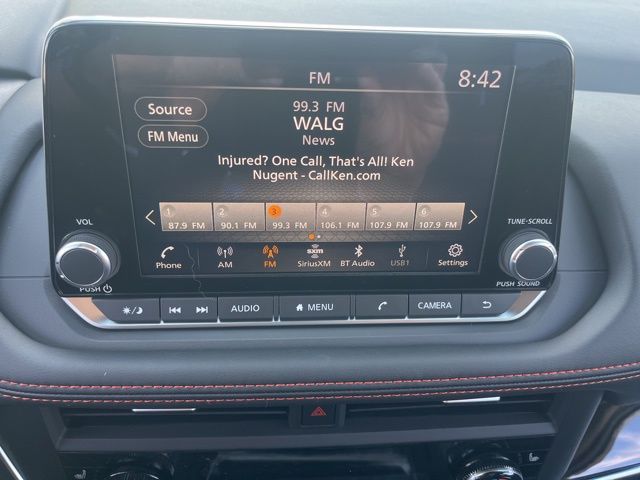 FM
8:42
Source
FM Menu
99.3 FM
WALG
News
Injured? One Call, That's All! Ken
Nugent - CallKen.com
1 2 3 4 5 6
87.9 FM 90.1 FM 99.3 FM 106.1 FM 107.9 FM 107.9 FM
sxm
Phone AM FM SiriusXM BT Audio USB1 Settings
VOL
PUSH
TUNE·SCROLL
PUSH SOUND
AUDIO MENU CAMERA